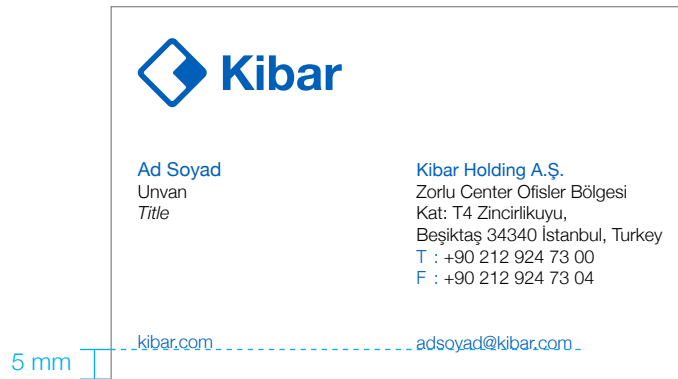 Kibar
Ad Soyad
Unvan
Title
Kibar Holding A.Ş.
Zorlu Center Ofisler Bölgesi
Kat: T4 Zincirlikuyu,
Beşiktaş 34340 İstanbul, Turkey
T : +90 212 924 73 00
F : +90 212 924 73 04
kibar.com
adsoyad@kibar.com
5 mm